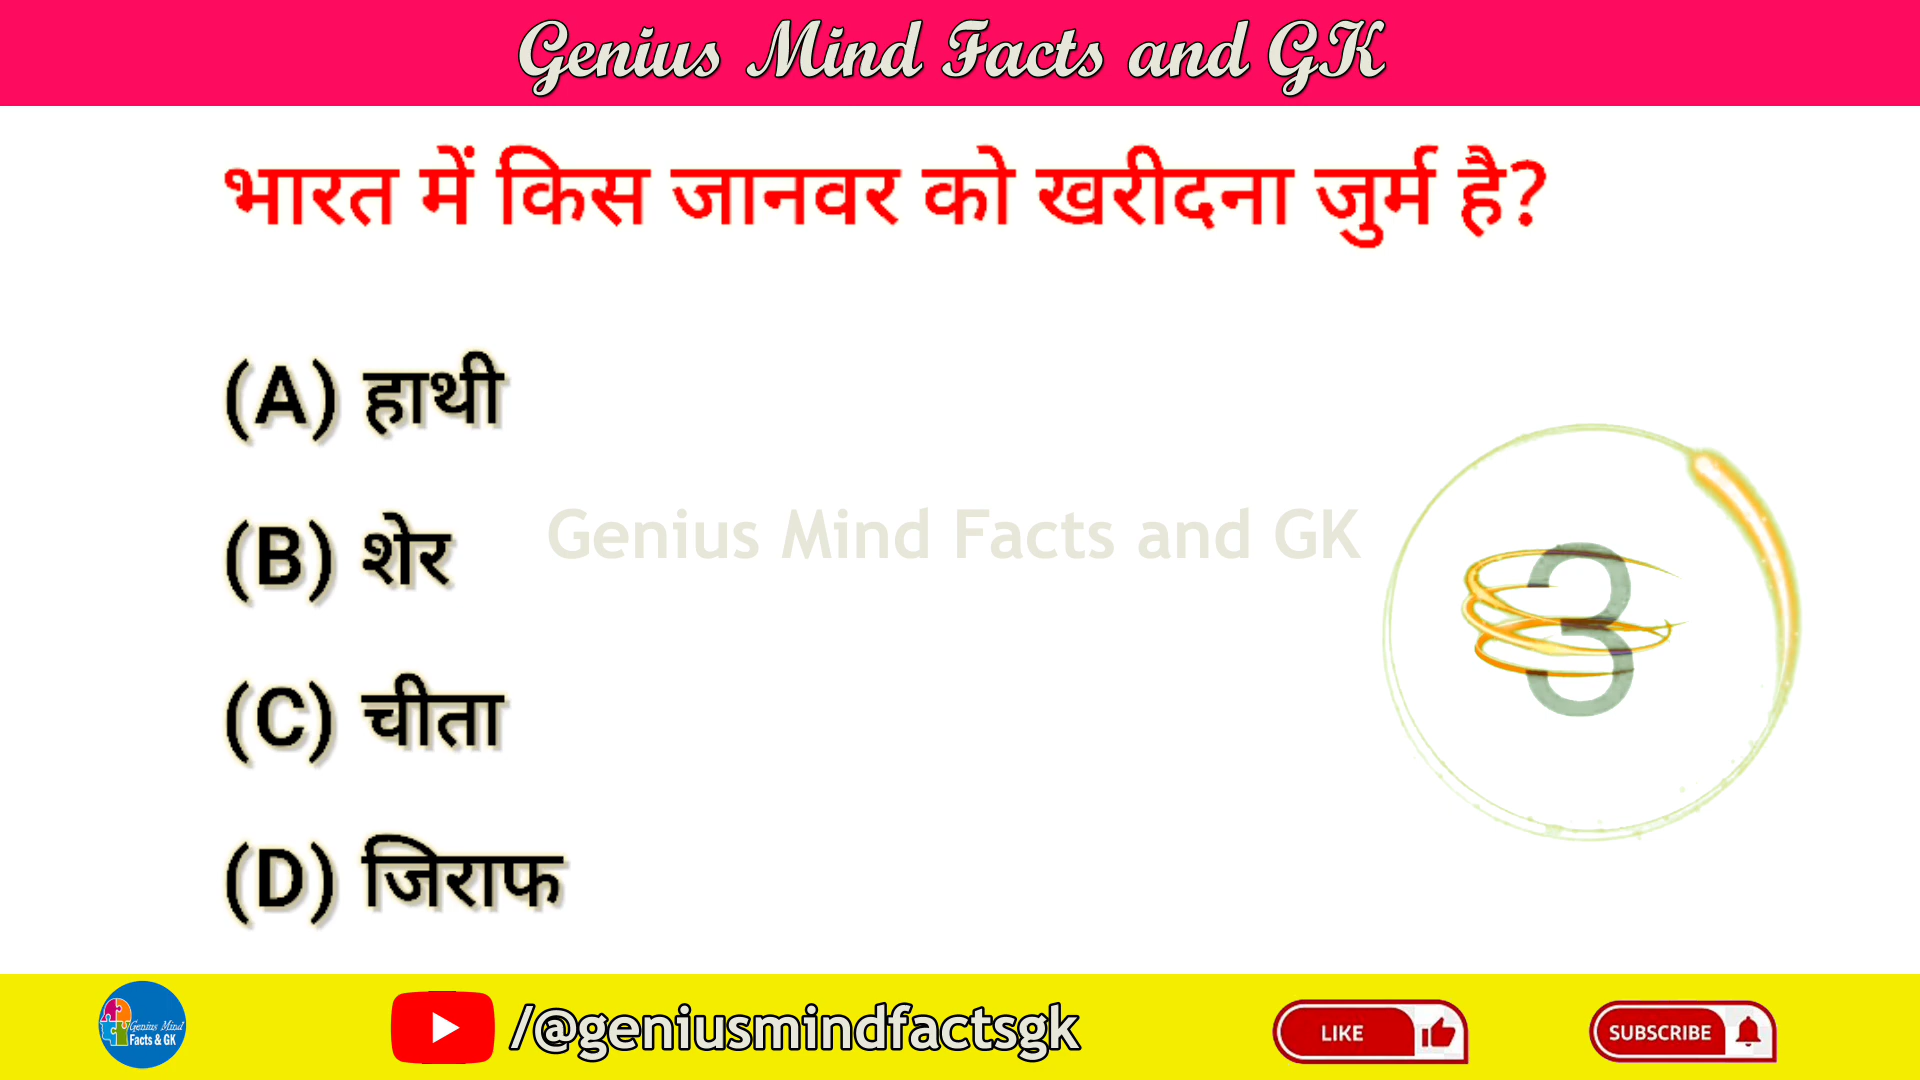 Genius Mind Facts and GK
भारत में किस जानवर को खरीदना जुर्म है?
(A) हाथी
(B) शेर
Genius Mind Facts and GK
3
(C) चीता
(D) जिराफ
Genius Mind
Facts & GK
/@geniusmindfactsgk
LIKE
SUBSCRIBE